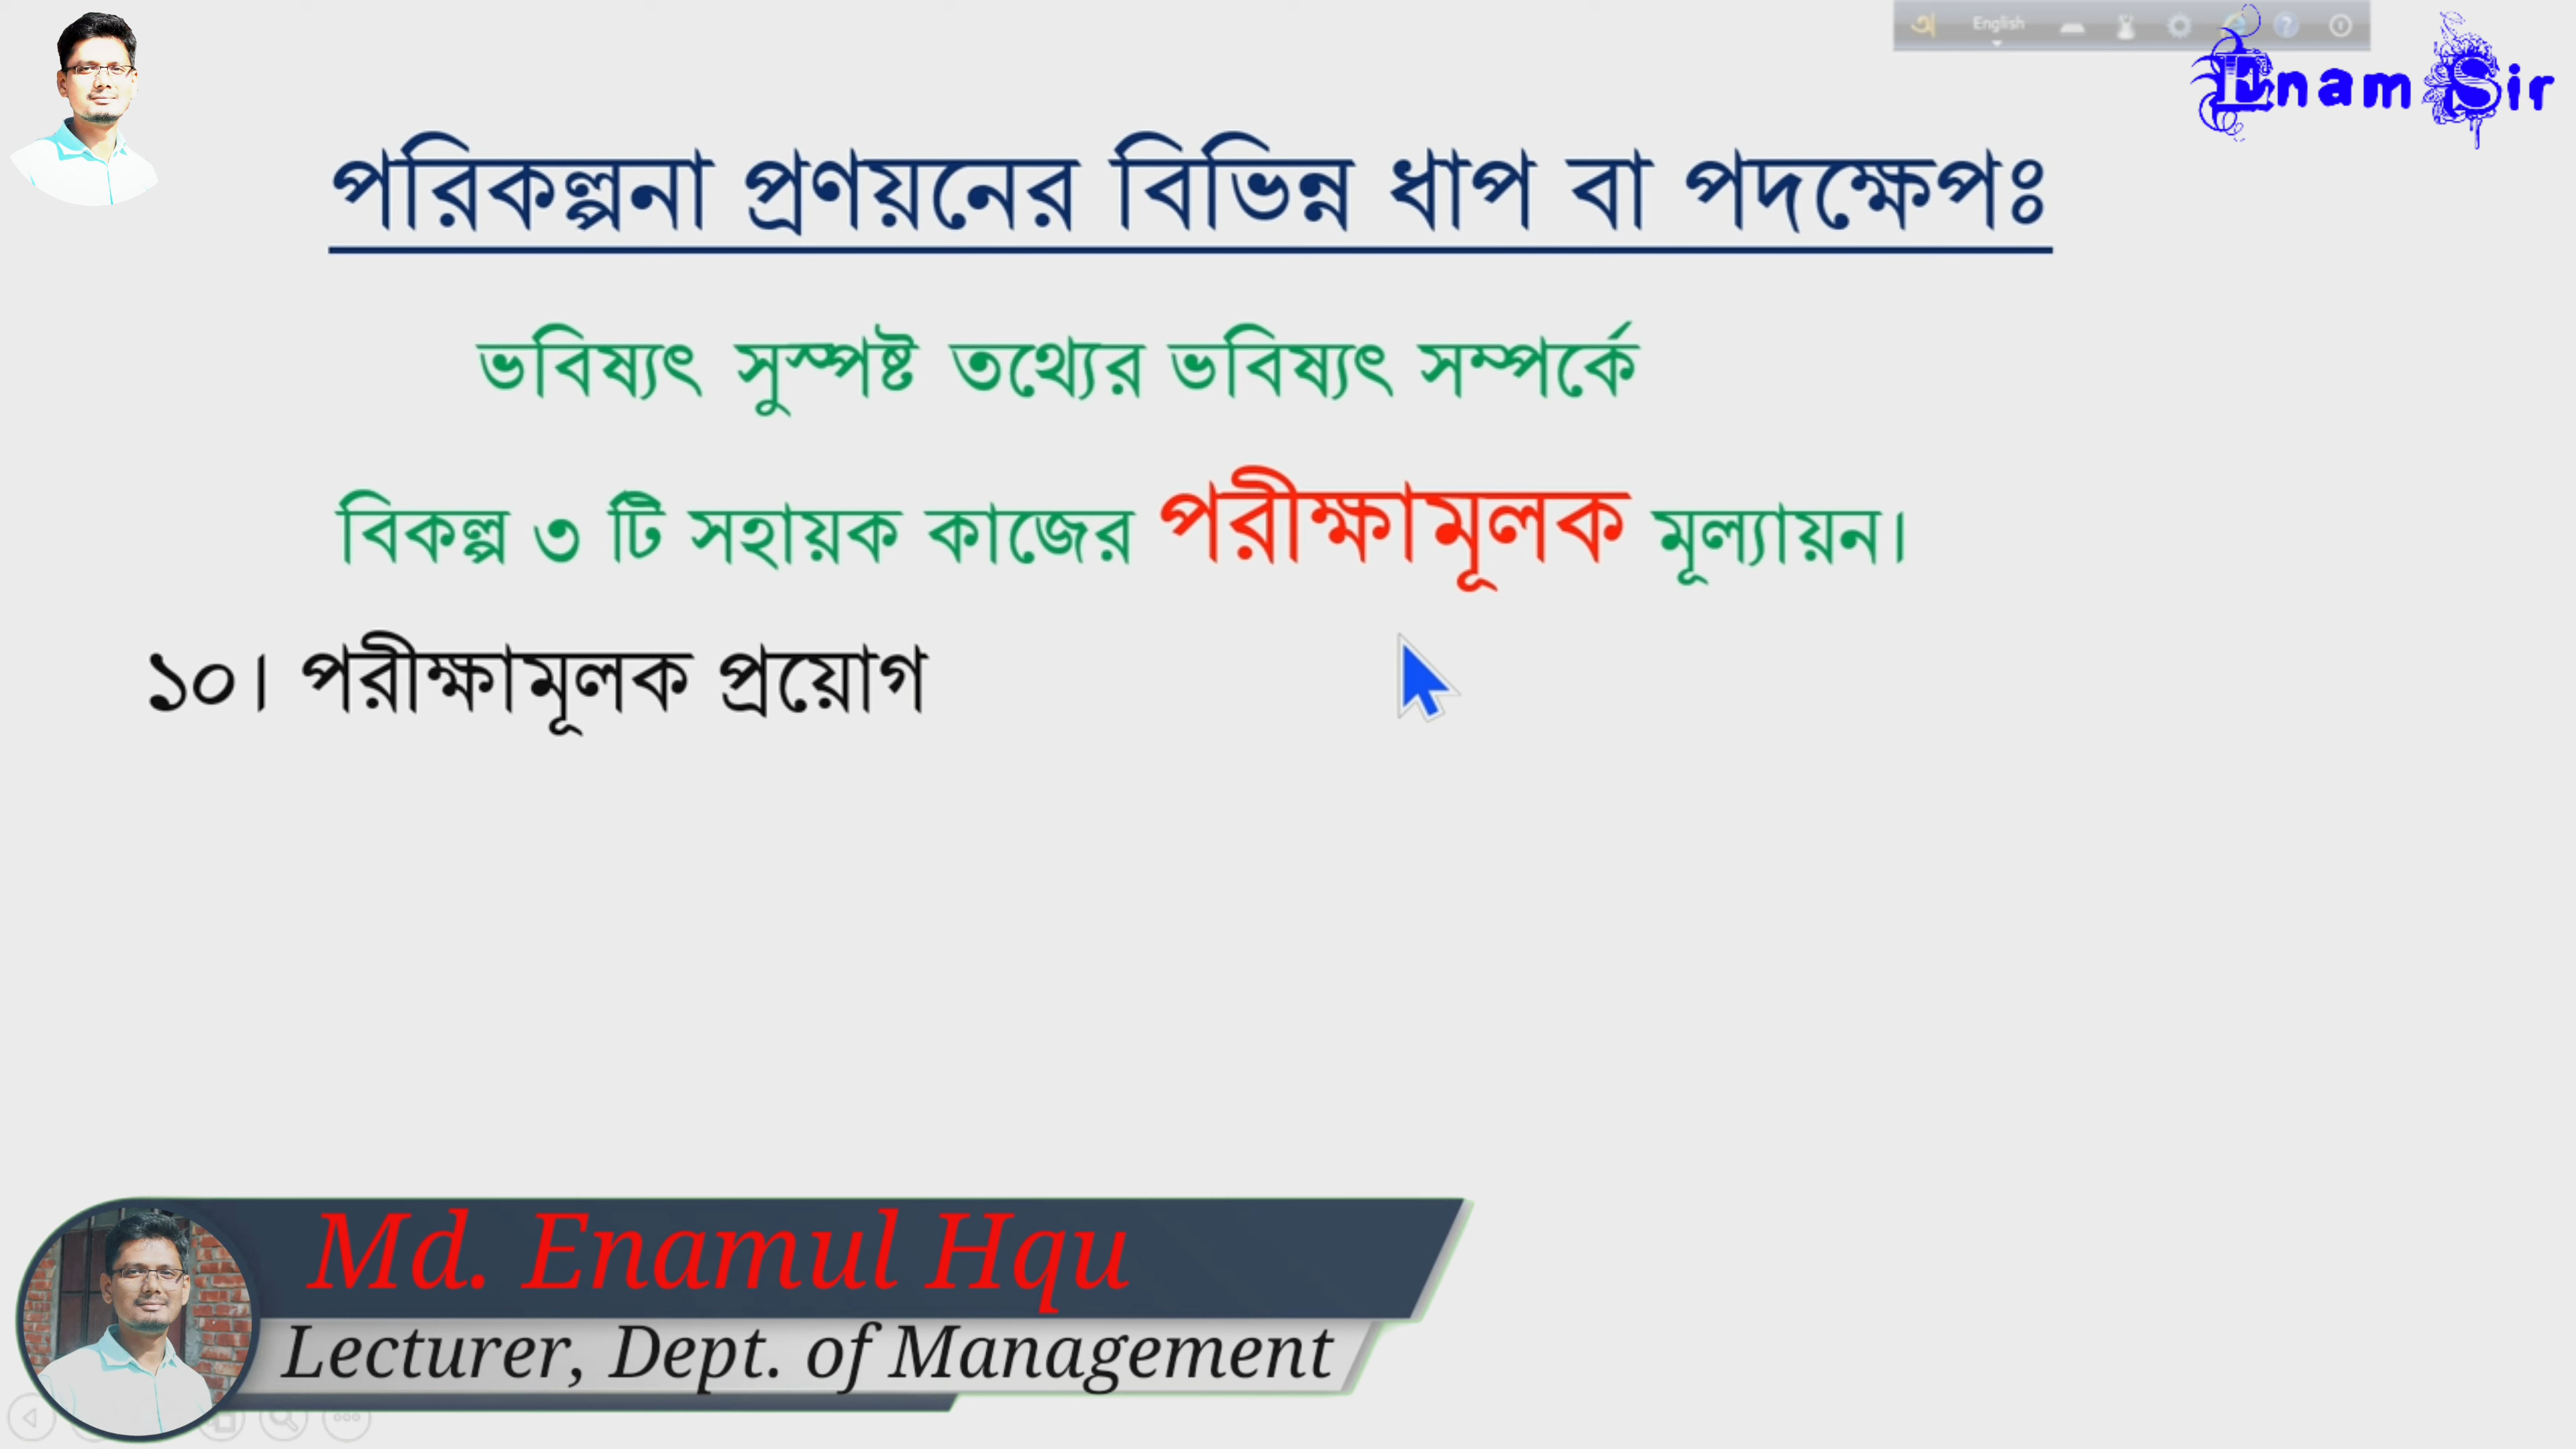 English
Enam Sir
পরিকল্পনা প্রণয়নের বিভিন্ন ধাপ বা পদক্ষেপঃ
ভবিষ্যৎ সুস্পষ্ট তথ্যের ভবিষ্যৎ সম্পর্কে
বিকল্প ৩ টি সহায়ক কাজের পরীক্ষামূলক মূল্যায়ন।
১০। পরীক্ষামূলক প্রয়োগ
Md. Enamul Hqu
Lecturer, Dept. of Management